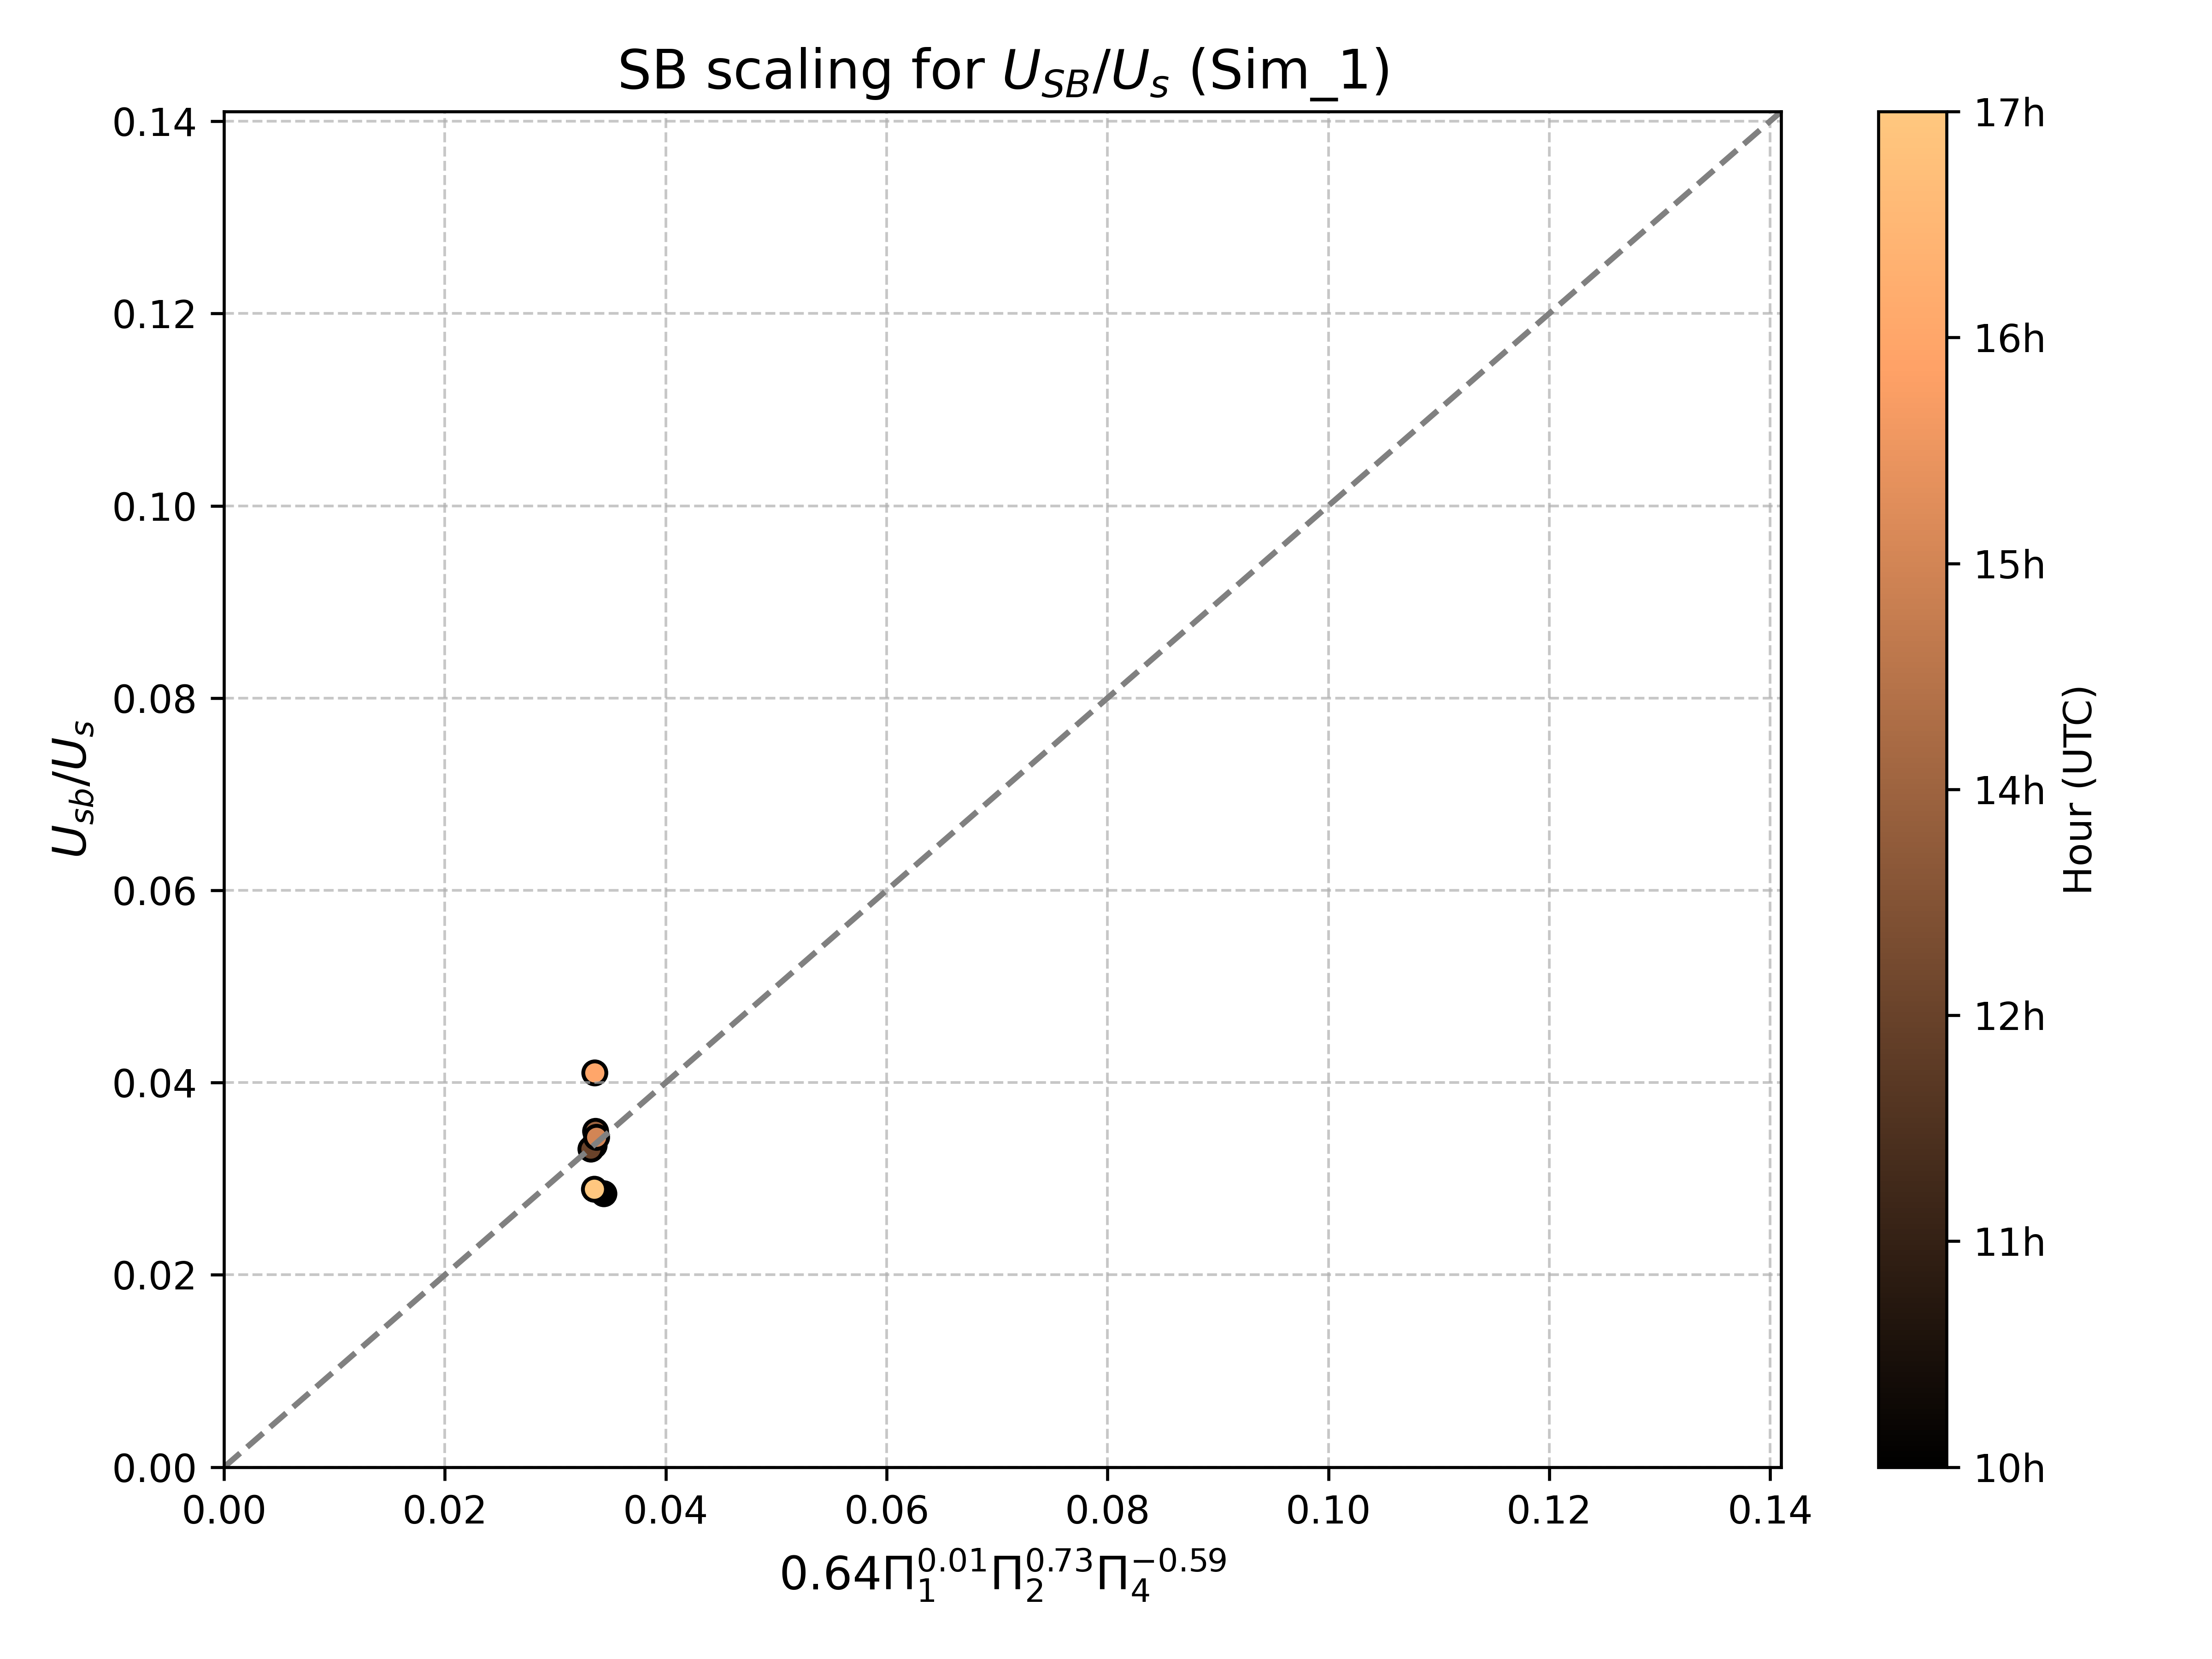 SB scaling for U_SB/U_s (Sim_1)
0.14
0.12
0.10
0.08
0.06
0.04
0.02
0.00
U_sb/U_s
0.00 0.02 0.04 0.06 0.08 0.10 0.12 0.14
0.64Π_1^0.01Π_2^0.73Π_4^−0.59
17h
16h
15h
14h
12h
11h
10h
Hour (UTC)